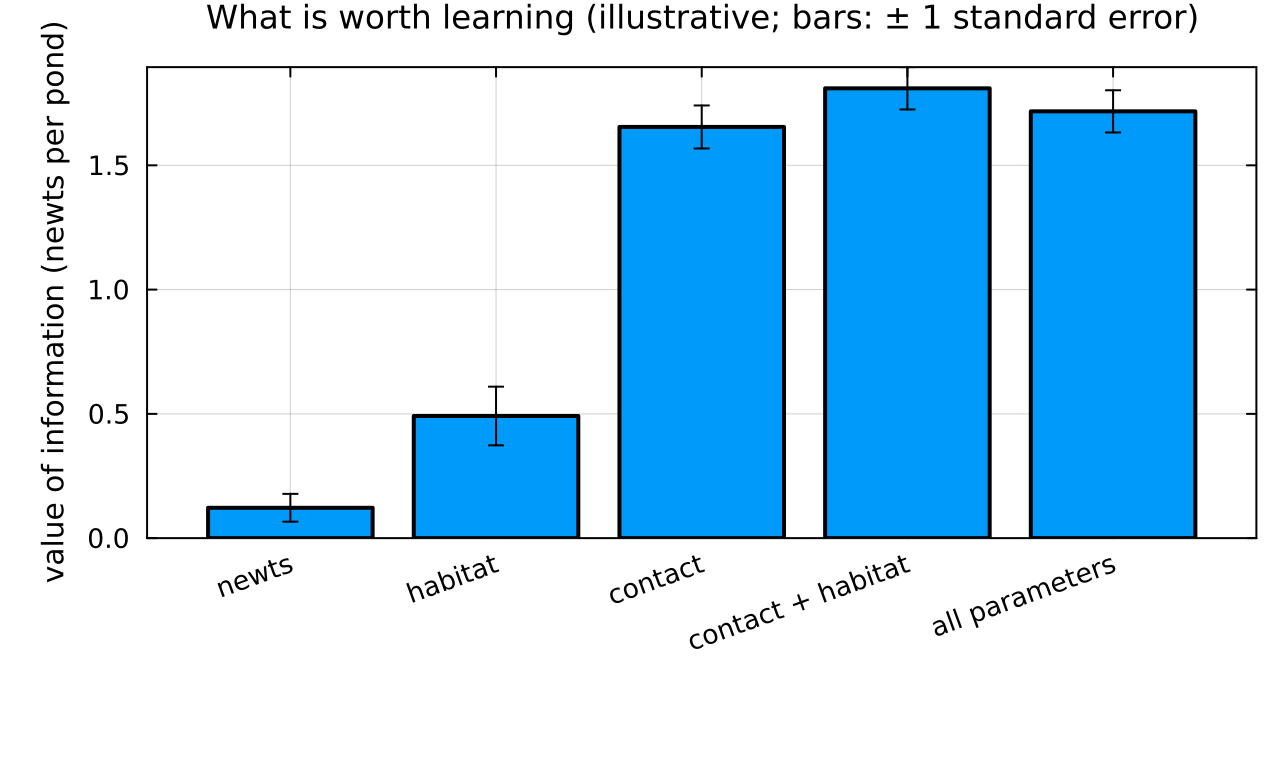 What is worth learning (illustrative; bars: ± 1 standard error)
value of information (newts per pond)
1.5
1.0
0.5
0.0
newts
habitat
contact
contact + habitat
all parameters